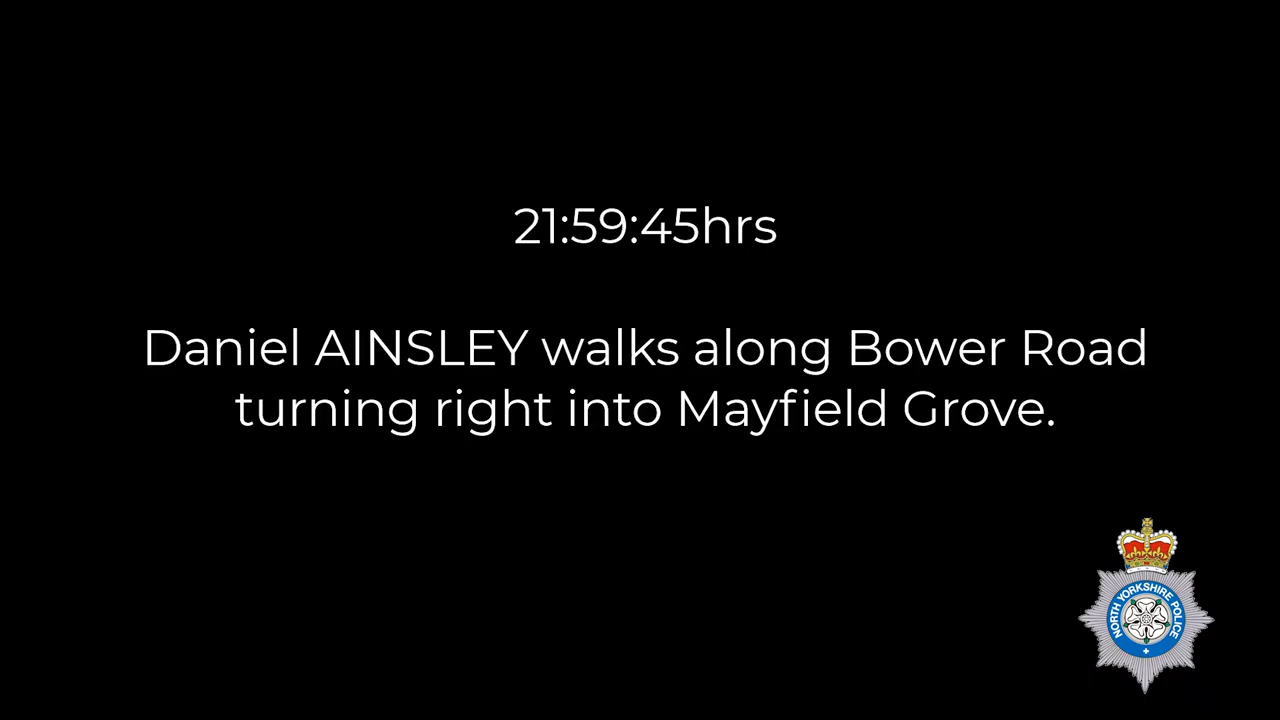 21:59:45hrs
Daniel AINSLEY walks along Bower Road
turning right into Mayfield Grove.
NORTH YORKSHIRE POLICE